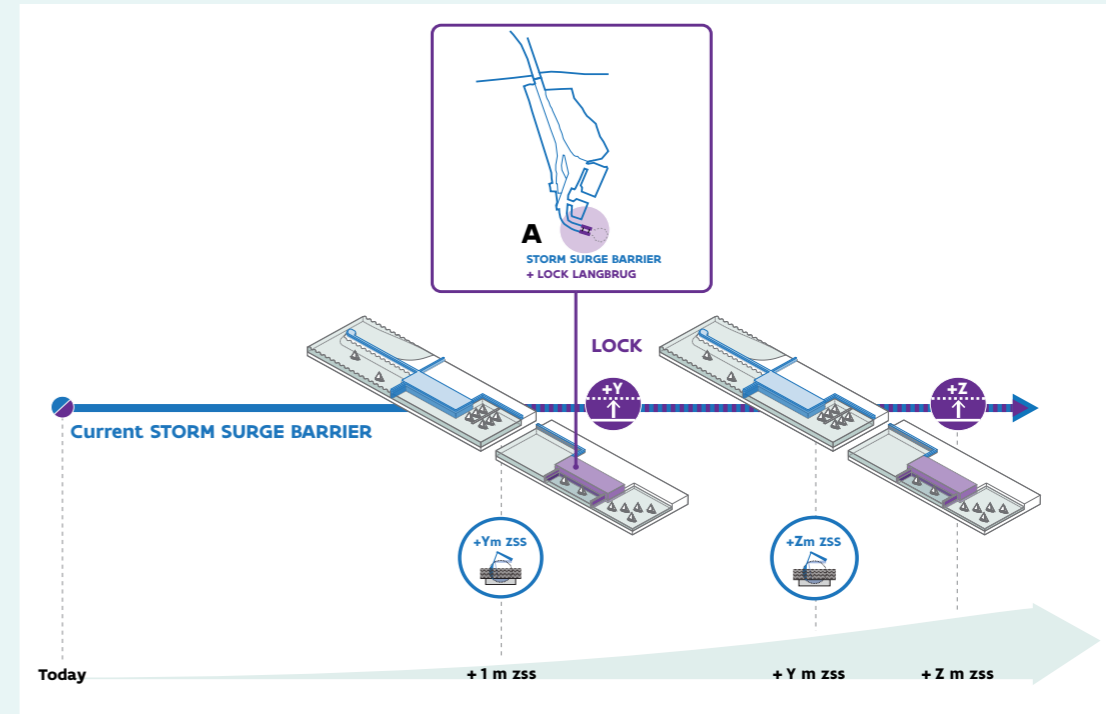 A
STORM SURGE BARRIER
+ LOCK LANGBRUG
LOCK
+Y
+Z
Current STORM SURGE BARRIER
+Ym zss
+Zm zss
Today
+ 1 m zss
+ Y m zss
+ Z m zss